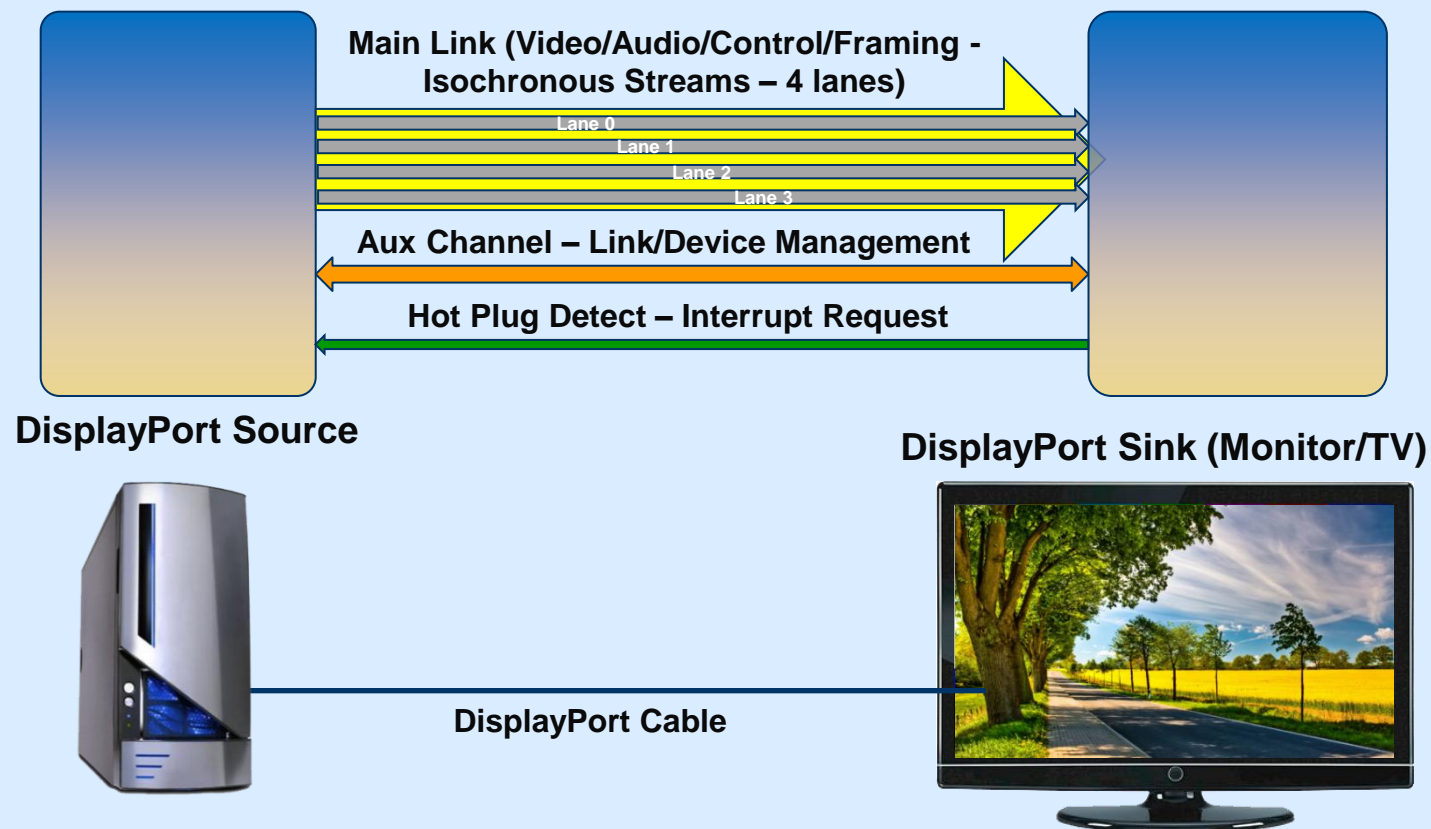 Main Link (Video/Audio/Control/Framing -
Isochronous Streams – 4 lanes)
Lane 0
Lane 1
Lane 2
Lane 3
Aux Channel – Link/Device Management
Hot Plug Detect – Interrupt Request
DisplayPort Source
DisplayPort Sink (Monitor/TV)
DisplayPort Cable